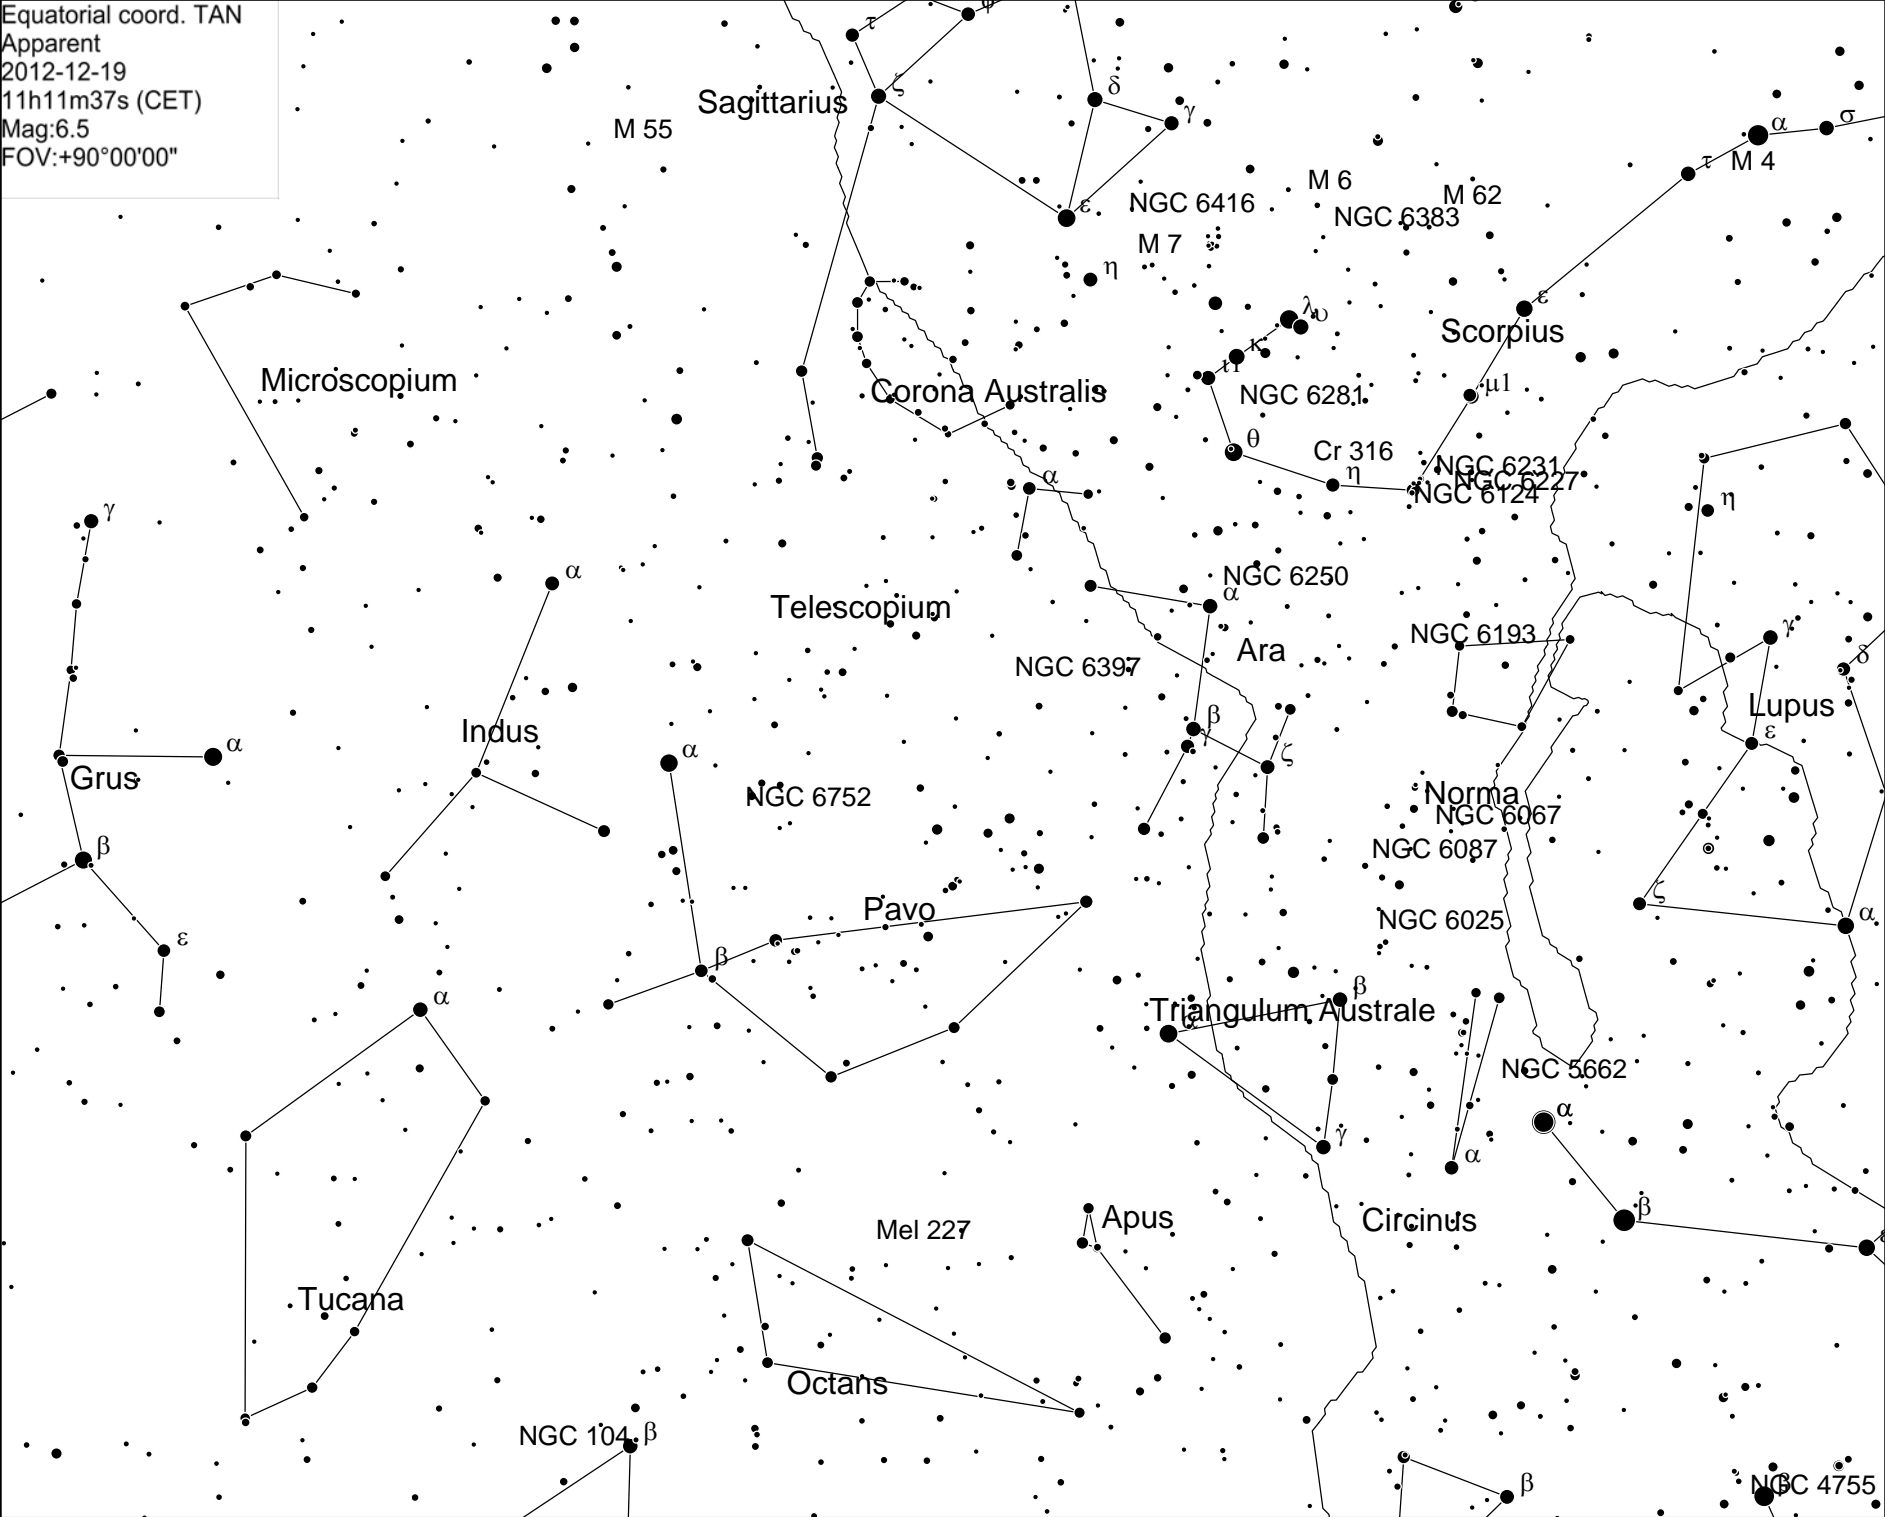 Equatorial coord. TAN
Apparent
2012-12-19
11h11m37s (CET)
Mag:6.5
FOV:+90°00'00"
τ
φ
ζ
Sagittarius
δ
γ
M 55
α
σ
τ
M 4
ε
NGC 6416
M 6
M 62
NGC 6383
M 7
η
λ
υ
ε
Scorpius
κ
ι1
Microscopium
Corona Australis
NGC 6281
μ1
θ
Cr 316
η
NGC 6231
NGC 6227
NGC 6124
α
η
γ
α
NGC 6250
α
Telescopium
NGC 6193
Ara
γ
δ
NGC 6397
Lupus
β
γ
ε
Indus
α
α
ζ
Grus
NGC 6752
Norma
NGC 6067
β
NGC 6087
ζ
Pavo
NGC 6025
α
ε
β
α
β
Triangulum Australe
α
NGC 5662
α
γ
α
β
Apus
Circinus
Mel 227
ε
Tucana
Octans
NGC 104
β
β
β
NGC 4755